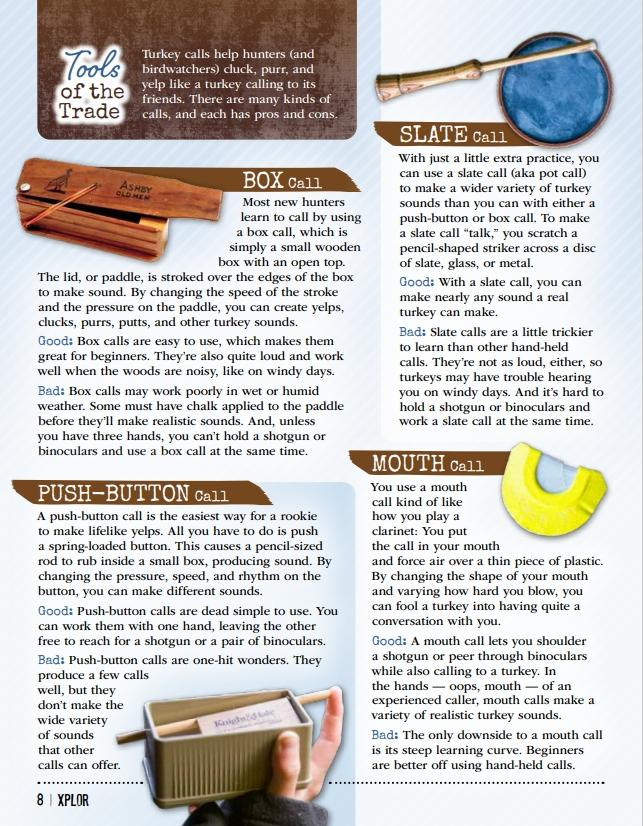 Tools
of the
Trade
Turkey calls help hunters (and
birdwatchers) cluck, purr, and
yelp like a turkey calling to its
friends. There are many kinds of
calls, and each has pros and cons.
ASHBY
OLD HEN
BOX Call
Most new hunters
learn to call by using
a box call, which is
simply a small wooden
box with an open top.
The lid, or paddle, is stroked over the edges of the box
to make sound. By changing the speed of the stroke
and the pressure on the paddle, you can create yelps,
clucks, purrs, putts, and other turkey sounds.
Good: Box calls are easy to use, which makes them
great for beginners. They're also quite loud and work
well when the woods are noisy, like on windy days.
Bad: Box calls may work poorly in wet or humid
weather. Some must have chalk applied to the paddle
before they'll make realistic sounds. And, unless
you have three hands, you can't hold a shotgun or
binoculars and use a box call at the same time.
PUSH-BUTTON Call
A push-button call is the easiest way for a rookie
to make lifelike yelps. All you have to do is push
a spring-loaded button. This causes a pencil-sized
rod to rub inside a small box, producing sound. By
changing the pressure, speed, and rhythm on the
button, you can make different sounds.
Good: Push-button calls are dead simple to use. You
can work them with one hand, leaving the other
free to reach for a shotgun or a pair of binoculars.
Bad: Push-button calls are one-hit wonders. They
produce a few calls
well, but they
don't make the
wide variety
of sounds
that other
calls can offer.
Knight&Hale
SLATE Call
With just a little extra practice, you
can use a slate call (aka pot call)
to make a wider variety of turkey
sounds than you can with either a
push-button or box call. To make
a slate call "talk," you scratch a
pencil-shaped striker across a disc
of slate, glass, or metal.
Good: With a slate call, you can
make nearly any sound a real
turkey can make.
Bad: Slate calls are a little trickier
to learn than other hand-held
calls. They're not as loud, either, so
turkeys may have trouble hearing
you on windy days. And it's hard to
hold a shotgun or binoculars and
work a slate call at the same time.
MOUTH Call
You use a mouth
call kind of like
how you play a
clarinet: You put
the call in your mouth
and force air over a thin piece of plastic.
By changing the shape of your mouth
and varying how hard you blow, you
can fool a turkey into having quite a
conversation with you.
Good: A mouth call lets you shoulder
a shotgun or peer through binoculars
while also calling to a turkey. In
the hands — oops, mouth — of an
experienced caller, mouth calls make a
variety of realistic turkey sounds.
Bad: The only downside to a mouth call
is its steep learning curve. Beginners
are better off using hand-held calls.
8 | XPLOR